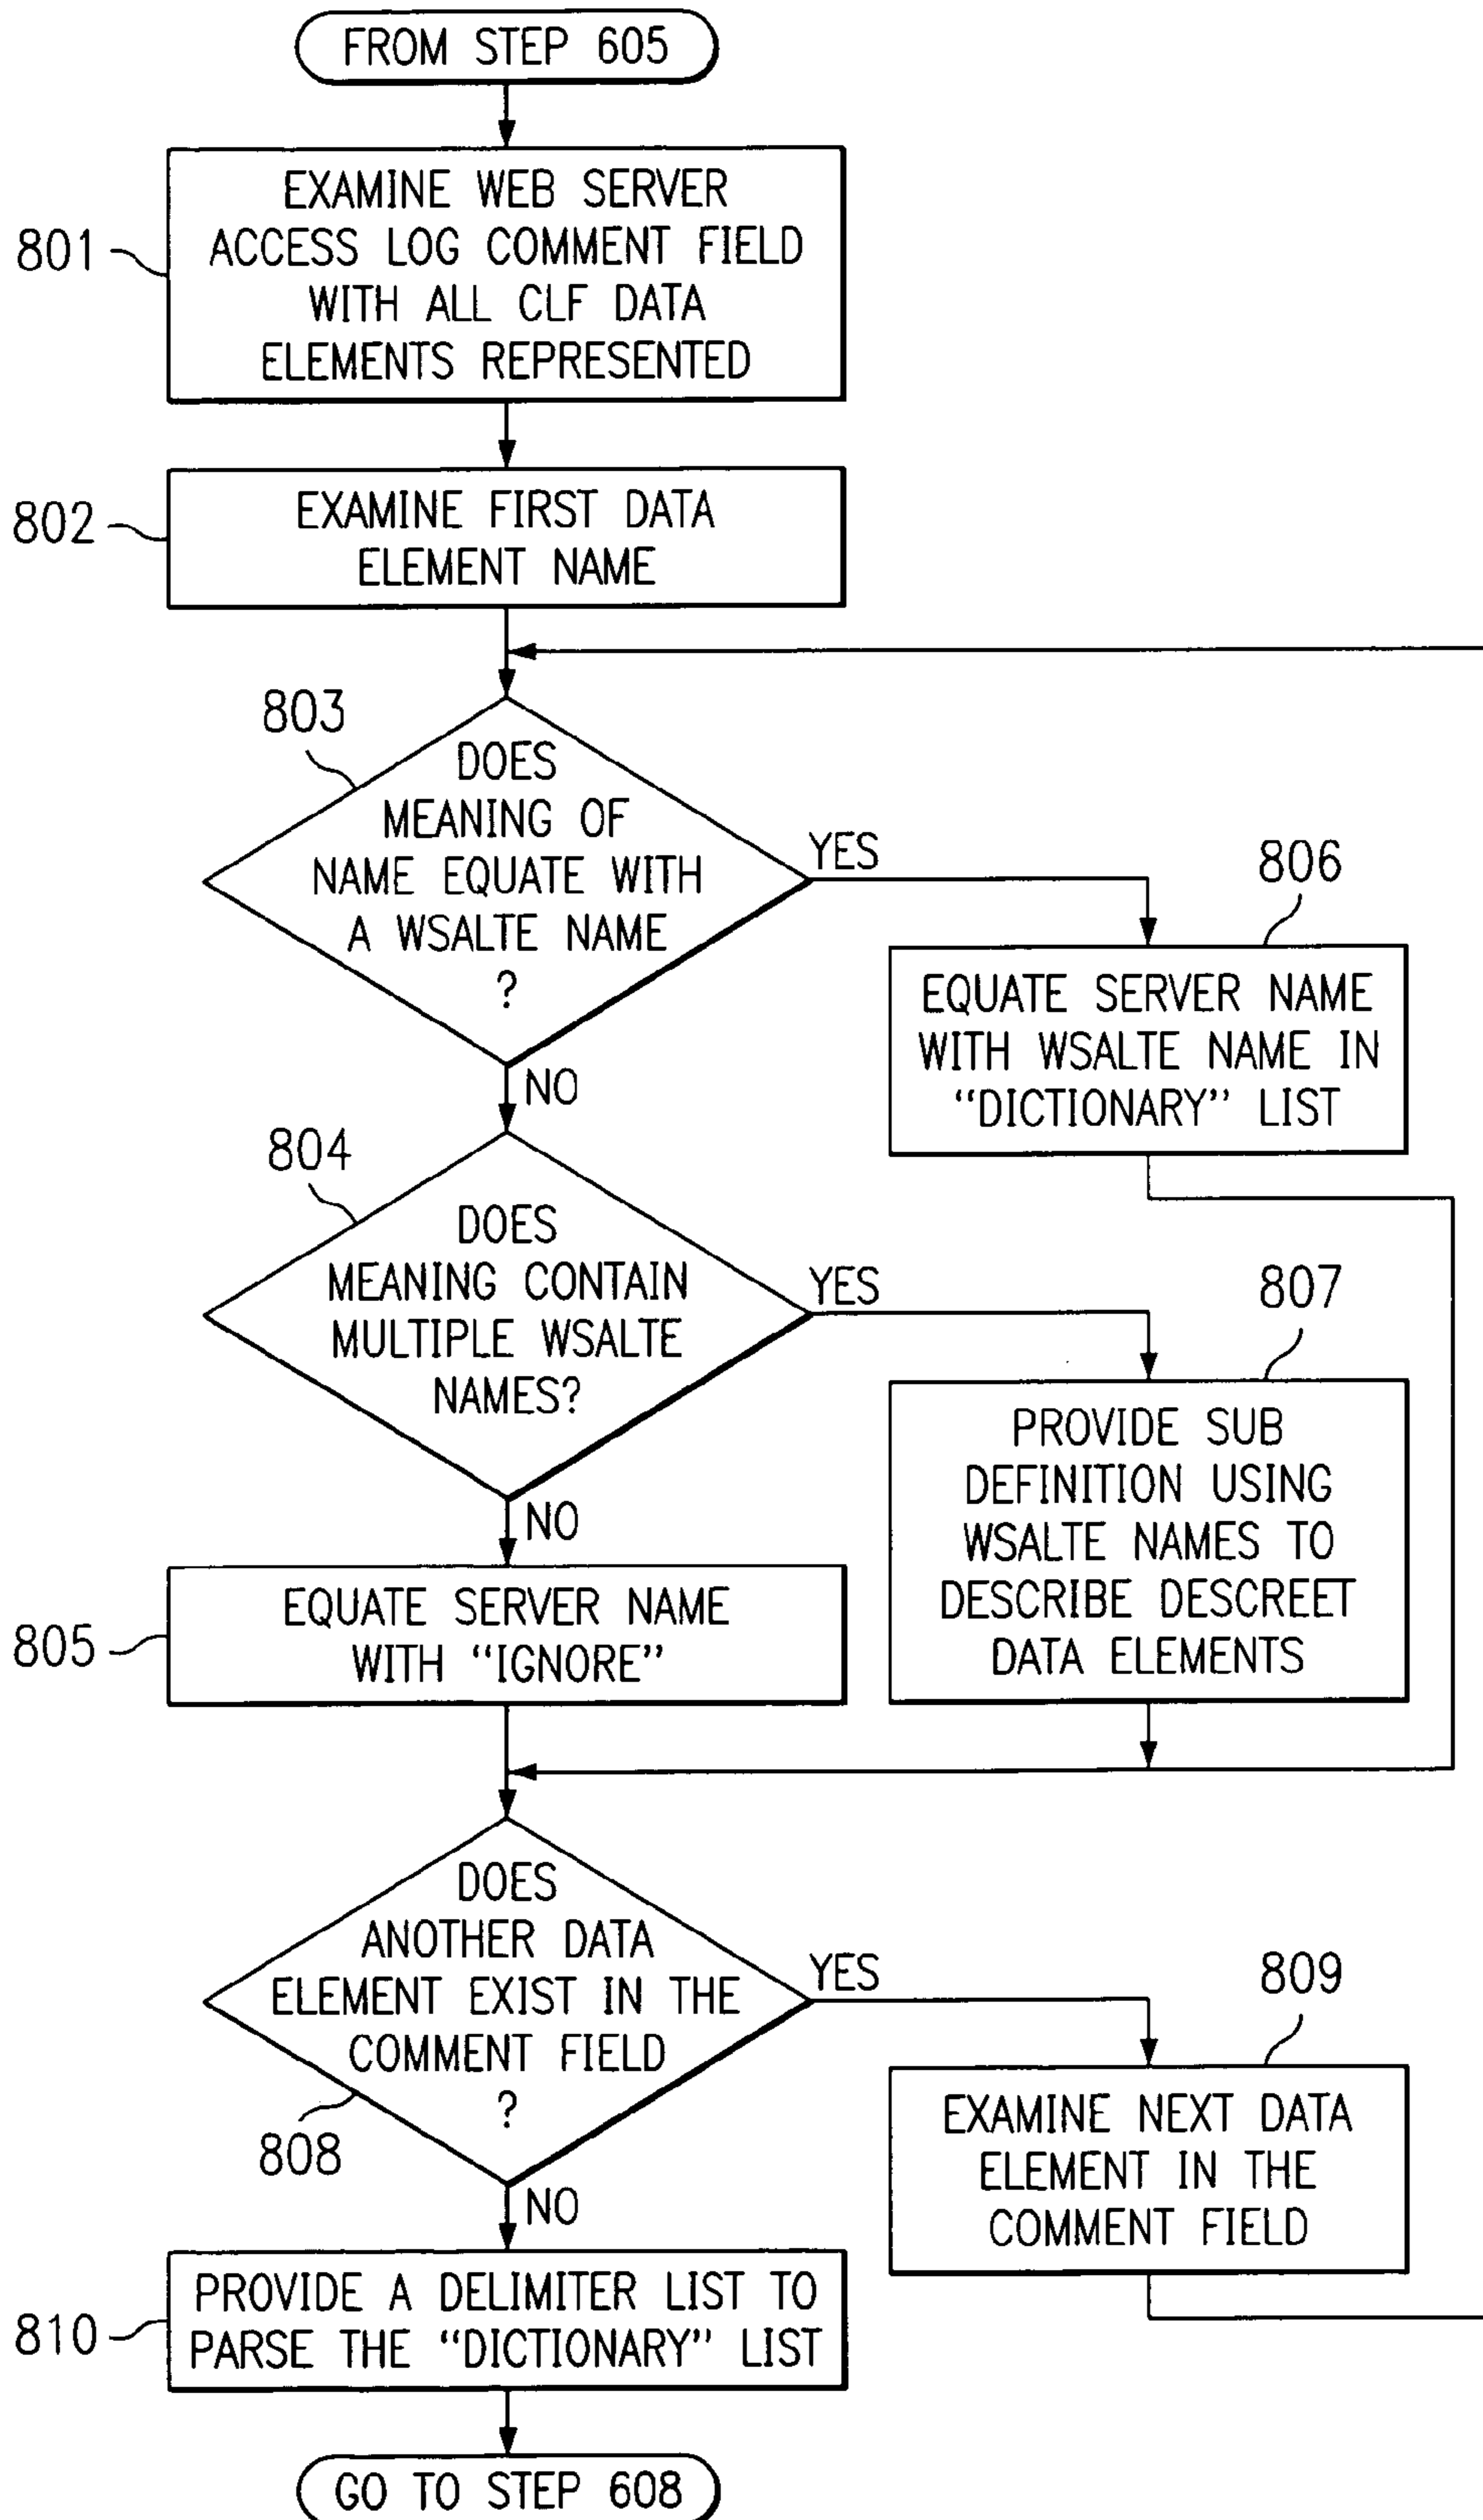 FROM STEP 605
801
EXAMINE WEB SERVER
ACCESS LOG COMMENT FIELD
WITH ALL CLF DATA
ELEMENTS REPRESENTED
802
EXAMINE FIRST DATA
ELEMENT NAME
803
DOES
MEANING OF
NAME EQUATE WITH
A WSALTE NAME
?
YES
NO
806
EQUATE SERVER NAME
WITH WSALTE NAME IN
“DICTIONARY” LIST
804
DOES
MEANING CONTAIN
MULTIPLE WSALTE
NAMES?
YES
NO
807
PROVIDE SUB
DEFINITION USING
WSALTE NAMES TO
DESCRIBE DESCREET
DATA ELEMENTS
805
EQUATE SERVER NAME
WITH “IGNORE”
DOES
ANOTHER DATA
ELEMENT EXIST IN THE
COMMENT FIELD
?
808
YES
NO
809
EXAMINE NEXT DATA
ELEMENT IN THE
COMMENT FIELD
810
PROVIDE A DELIMITER LIST TO
PARSE THE “DICTIONARY” LIST
GO TO STEP 608